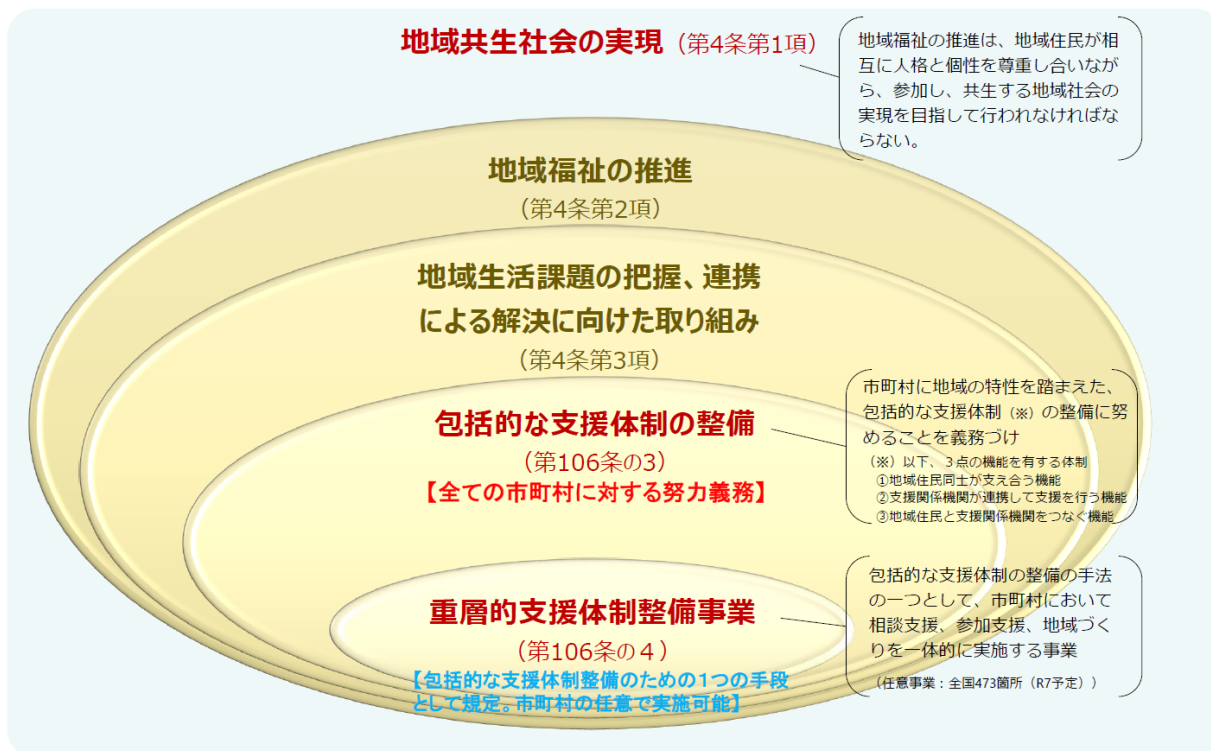 地域共生社会の実現（第4条第1項）
地域福祉の推進は、地域住民が相
互に人格と個性を尊重し合いなが
ら、参加し、共生する地域社会の
実現を目指して行われなければな
らない。
地域福祉の推進
（第4条第2項）
地域生活課題の把握、連携
による解決に向けた取り組み
（第4条第3項）
包括的な支援体制の整備
（第106条の3）
【全ての市町村に対する努力義務】
市町村に地域の特性を踏まえた、
包括的な支援体制（※）の整備に努
めることを義務づけ
（※）以下、３点の機能を有する体制
①地域住民同士が支え合う機能
②支援関係機関が連携して支援を行う機能
③地域住民と支援関係機関をつなぐ機能
重層的支援体制整備事業
（第106条の４）
【包括的な支援体制整備のための1つの手段
として規定。市町村の任意で実施可能】
包括的な支援体制の整備の手法
の一つとして、市町村において
相談支援、参加支援、地域づく
りを一体的に実施する事業
（任意事業：全国473箇所（R7予定））